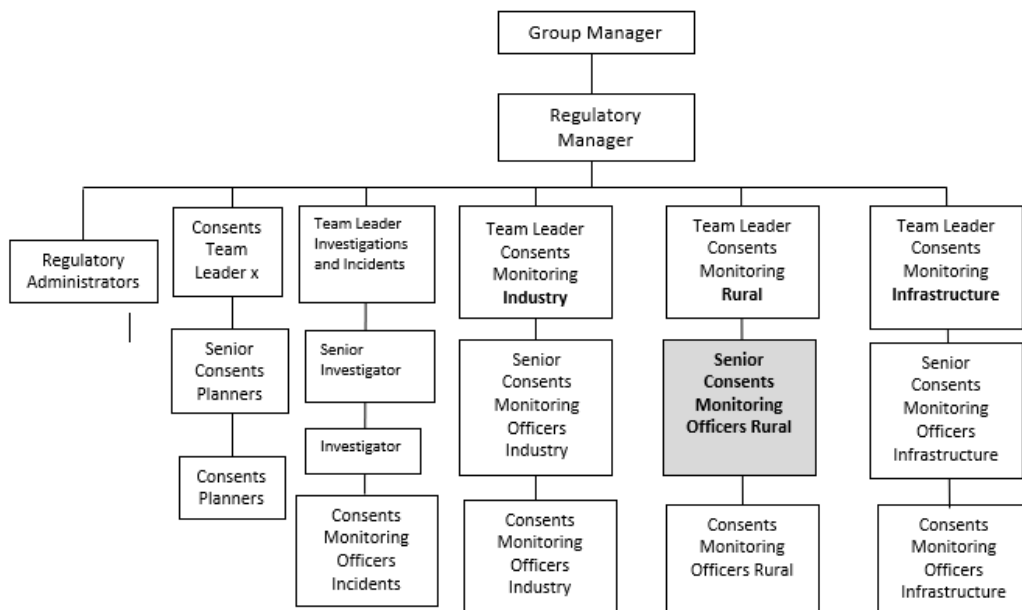 Group Manager
Regulatory
Manager
Regulatory
Administrators
Consents
Team
Leader x
Senior
Consents
Planners
Consents
Planners
Team Leader
Investigations
and Incidents
Senior
Investigator
Investigator
Consents
Monitoring
Officers
Incidents
Team Leader
Consents
Monitoring
Industry
Senior
Consents
Monitoring
Officers
Industry
Consents
Monitoring
Officers
Industry
Team Leader
Consents
Monitoring
Rural
Senior
Consents
Monitoring
Officers Rural
Consents
Monitoring
Officers Rural
Team Leader
Consents
Monitoring
Infrastructure
Senior
Consents
Monitoring
Officers
Infrastructure
Consents
Monitoring
Officers
Infrastructure